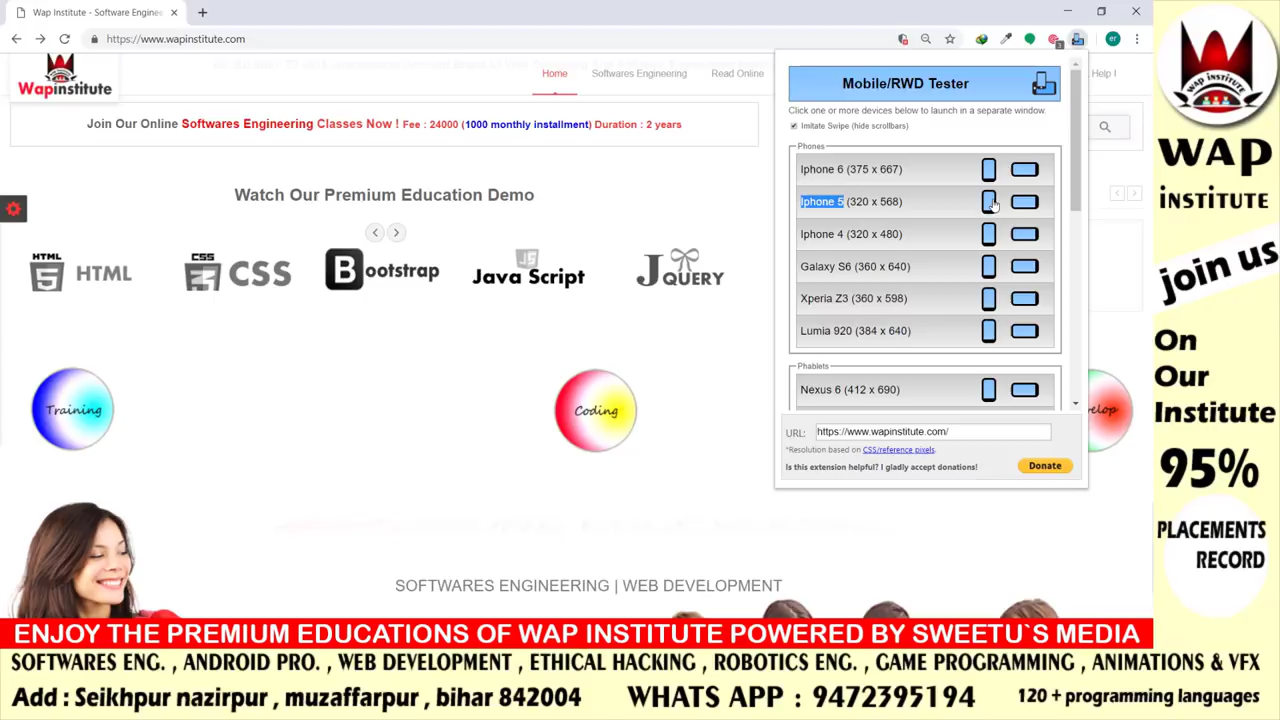 Wap Institute - Software Enginee
https://www.wapinstitute.com
Wapinstitute
Home
Softwares Engineering
Read Online
Help I
Join Our Online Softwares Engineering Classes Now ! Fee : 24000 (1000 monthly installment) Duration : 2 years
Watch Our Premium Education Demo
HTML
5 HTML
CSS
CSS
Bootstrap
JS
Java Script
JQUERY
Training
Coding
elop
SOFTWARES ENGINEERING | WEB DEVELOPMENT
Mobile/RWD Tester
Click one or more devices below to launch in a separate window.
Imitate Swipe (hide scrollbars)
Phones
Iphone 6 (375 x 667)
Iphone 5 (320 x 568)
Iphone 4 (320 x 480)
Galaxy S6 (360 x 640)
Xperia Z3 (360 x 598)
Lumia 920 (384 x 640)
Phablets
Nexus 6 (412 x 690)
URL: https://www.wapinstitute.com/
*Resolution based on CSS/reference pixels.
Is this extension helpful? I gladly accept donations!
Donate
er
3
wap institute
WAP
INSTITUTE
join us
On
Our
Institute
95%
PLACEMENTS
RECORD
ENJOY THE PREMIUM EDUCATIONS OF WAP INSTITUTE POWERED BY SWEETU`S MEDIA
SOFTWARES ENG. , ANDROID PRO. , WEB DEVELOPMENT , ETHICAL HACKING , ROBOTICS ENG. , GAME PROGRAMMING , ANIMATIONS & VFX
Add : Seikhpur nazirpur , muzaffarpur , bihar 842004
WHATS APP : 9472395194
120 + programming languages